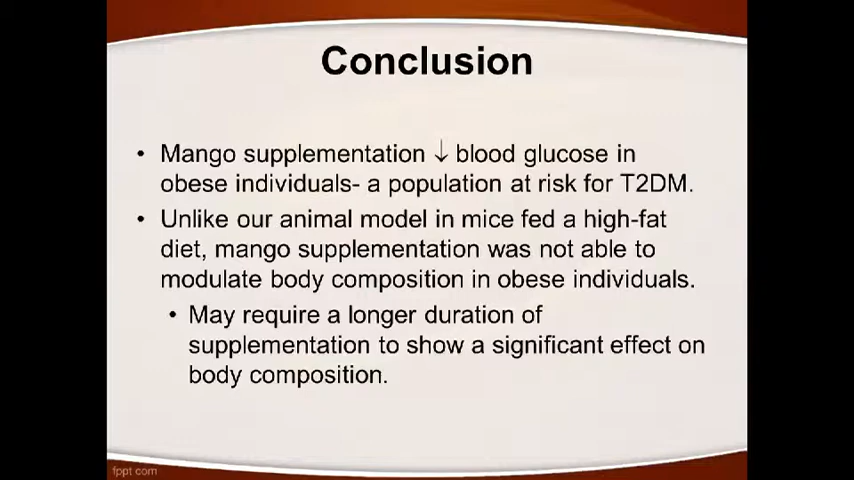 Conclusion
• Mango supplementation ↓ blood glucose in
obese individuals- a population at risk for T2DM.
• Unlike our animal model in mice fed a high-fat
diet, mango supplementation was not able to
modulate body composition in obese individuals.
• May require a longer duration of
supplementation to show a significant effect on
body composition.
fppt com